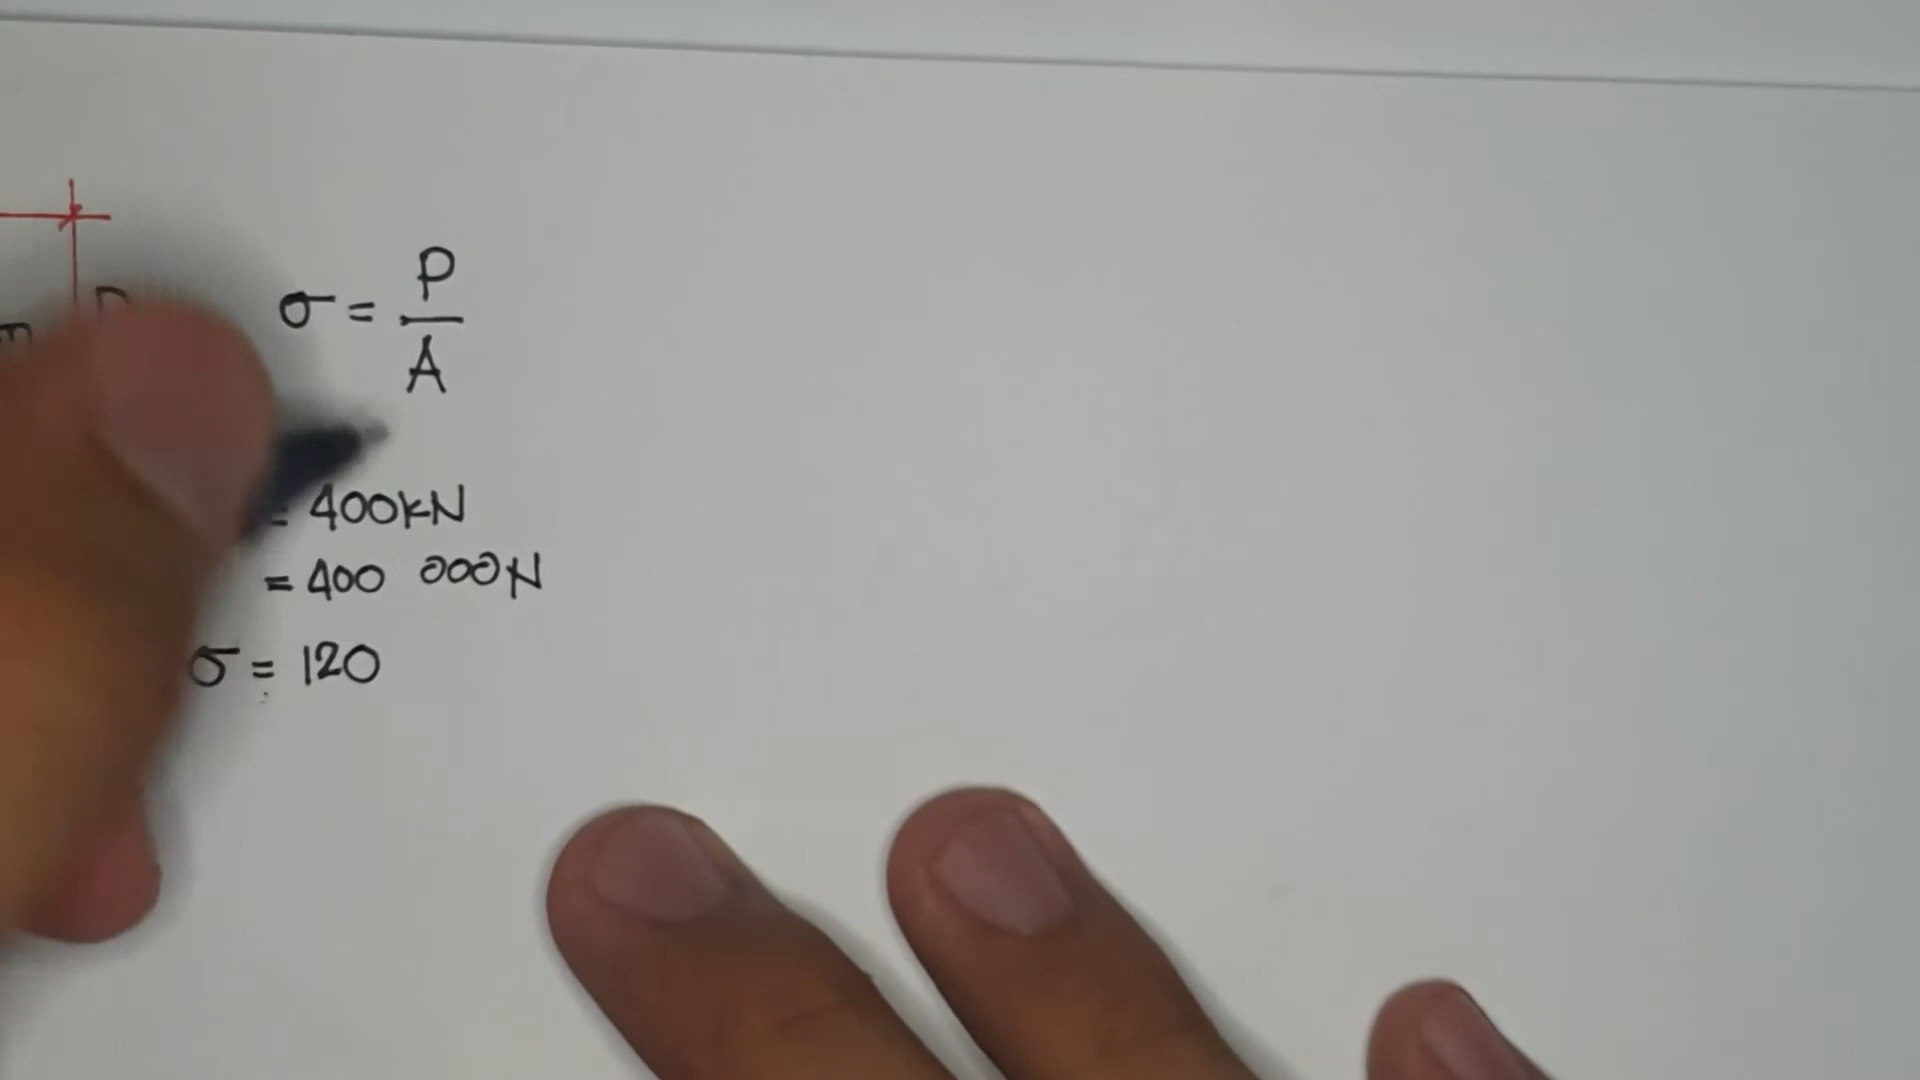 σ = P
A
= 400kN
= 400 000N
σ = 120